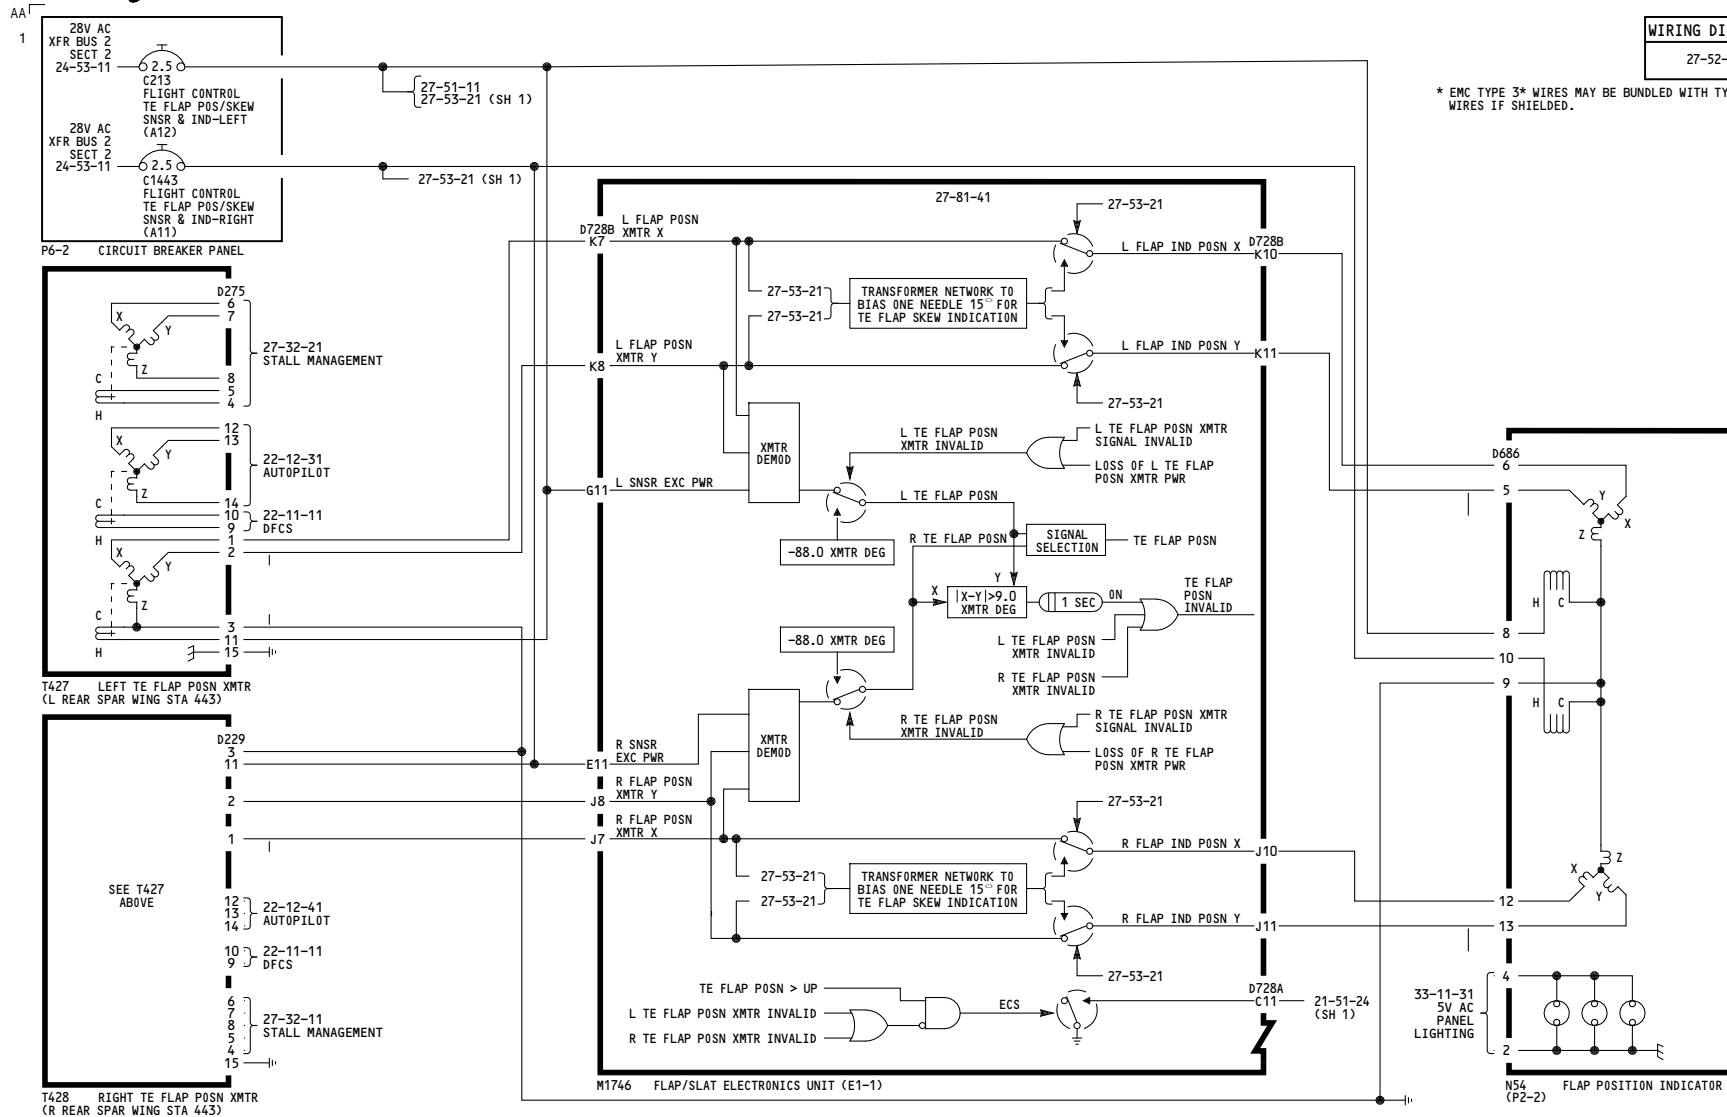 AA
1
28V AC
XFR BUS 2
SECT 2
24-53-11
2.5
C213
FLIGHT CONTROL
TE FLAP POS/SKEW
SNSR & IND-LEFT
(A12)
28V AC
XFR BUS 2
SECT 2
24-53-11
2.5
C1443
FLIGHT CONTROL
TE FLAP POS/SKEW
SNSR & IND-RIGHT
(A11)
P6-2 CIRCUIT BREAKER PANEL
27-51-11
27-53-21 (SH 1)
27-53-21 (SH 1)
WIRING DI
27-52-
* EMC TYPE 3* WIRES MAY BE BUNDLED WITH TY
WIRES IF SHIELDED.
D275
6
7
X
Y
Z
8
5
4
C
H
27-32-21
STALL MANAGEMENT
12
13
X
Y
Z
14
22-12-31
AUTOPILOT
10
9
C
H
22-11-11
DFCS
1
2
X
Y
Z
C
H
3
11
15
T427 LEFT TE FLAP POSN XMTR
(L REAR SPAR WING STA 443)
D229
3
11
2
1
SEE T427
ABOVE
12
13
14
22-12-41
AUTOPILOT
10
9
22-11-11
DFCS
6
7
8
5
4
27-32-11
STALL MANAGEMENT
15
T428 RIGHT TE FLAP POSN XMTR
(R REAR SPAR WING STA 443)
27-81-41
D728B
K7
L FLAP POSN
XMTR X
27-53-21
L FLAP IND POSN X
D728B
K10
27-53-21
27-53-21
TRANSFORMER NETWORK TO
BIAS ONE NEEDLE 15° FOR
TE FLAP SKEW INDICATION
K8
L FLAP POSN
XMTR Y
L FLAP IND POSN Y
K11
27-53-21
XMTR
DEMOD
L TE FLAP POSN
XMTR INVALID
L TE FLAP POSN XMTR
SIGNAL INVALID
LOSS OF L TE FLAP
POSN XMTR PWR
G11
L SNSR EXC PWR
L TE FLAP POSN
-88.0 XMTR DEG
R TE FLAP POSN
SIGNAL
SELECTION
TE FLAP POSN
Y
X
|X-Y|>9.0
XMTR DEG
1 SEC
ON
TE FLAP
POSN
INVALID
L TE FLAP POSN
XMTR INVALID
R TE FLAP POSN
XMTR INVALID
-88.0 XMTR DEG
XMTR
DEMOD
R TE FLAP POSN
XMTR INVALID
R TE FLAP POSN XMTR
SIGNAL INVALID
LOSS OF R TE FLAP
POSN XMTR PWR
E11
R SNSR
EXC PWR
J8
R FLAP POSN
XMTR Y
J7
R FLAP POSN
XMTR X
27-53-21
R FLAP IND POSN X
J10
27-53-21
27-53-21
TRANSFORMER NETWORK TO
BIAS ONE NEEDLE 15° FOR
TE FLAP SKEW INDICATION
R FLAP IND POSN Y
J11
27-53-21
TE FLAP POSN > UP
L TE FLAP POSN XMTR INVALID
R TE FLAP POSN XMTR INVALID
ECS
D728A
C11
21-51-24
(SH 1)
M1746 FLAP/SLAT ELECTRONICS UNIT (E1-1)
D686
6
5
Y
X
Z
H
C
8
10
9
H
C
Z
X
Y
12
13
4
2
33-11-31
5V AC
PANEL
LIGHTING
N54 FLAP POSITION INDICATOR
(P2-2)